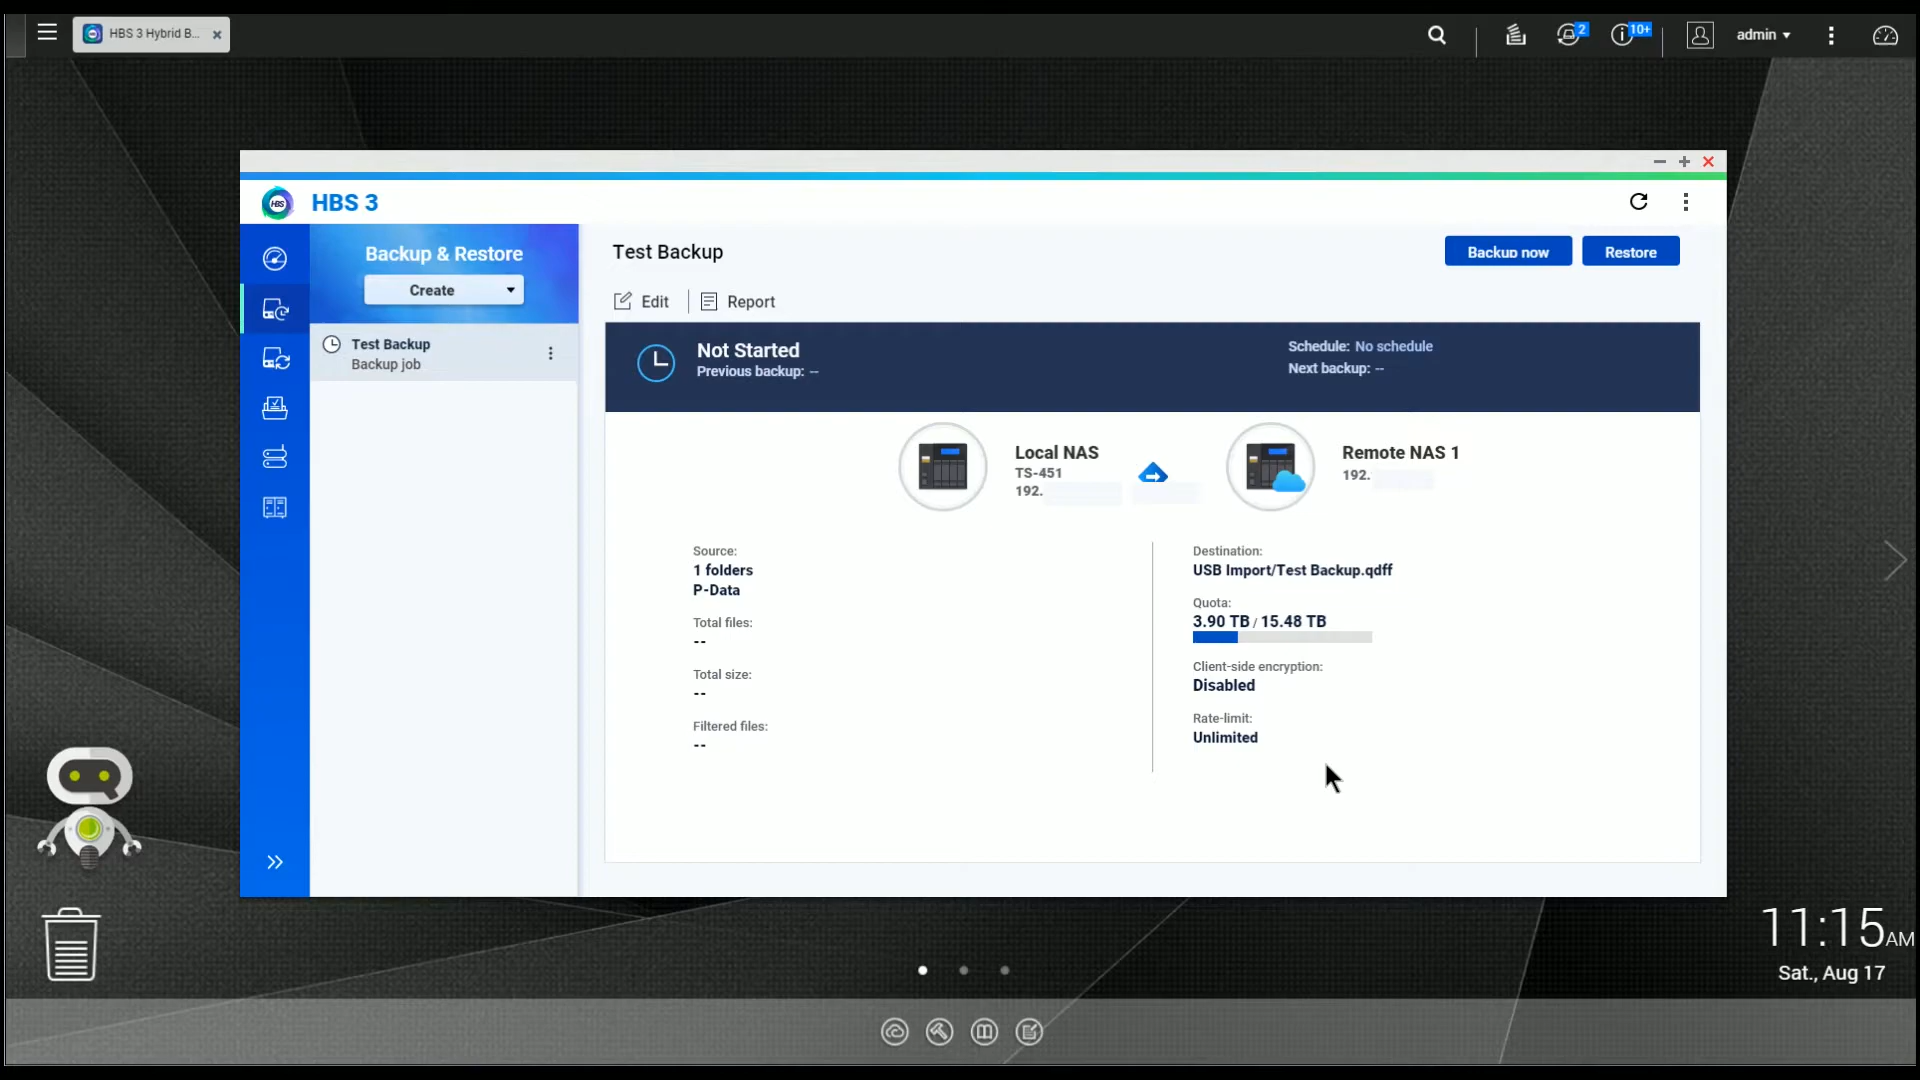 HBS 3 Hybrid B...
2
10+
admin
HBS
HBS 3
Backup & Restore
Create
Test Backup
Backup job
Test Backup
Backup now
Restore
Edit
Report
Not Started
Previous backup: --
Schedule: No schedule
Next backup: --
Local NAS
TS-451
192.
Remote NAS 1
192.
Source:
1 folders
P-Data
Total files:
--
Total size:
--
Filtered files:
--
Destination:
USB Import/Test Backup.qdff
Quota:
3.90 TB / 15.48 TB
Client-side encryption:
Disabled
Rate-limit:
Unlimited
11:15AM
Sat., Aug 17